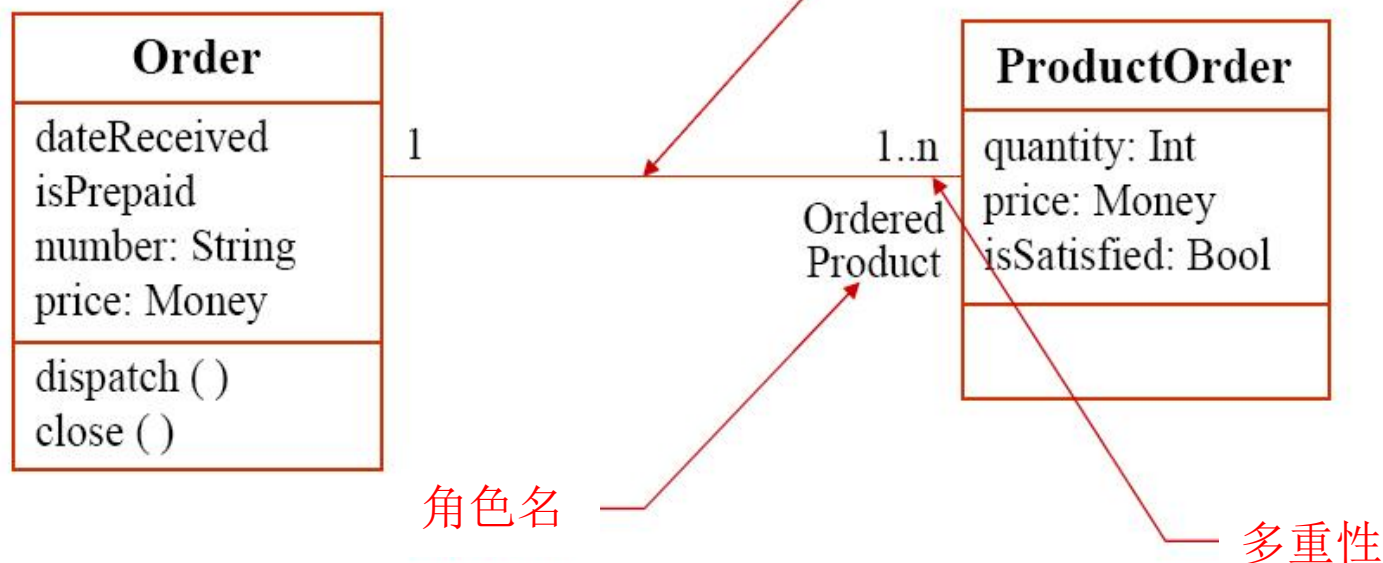 Order
dateReceived
isPrepaid
number: String
price: Money
dispatch ( )
close ( )
1
1..n
Ordered
Product
ProductOrder
quantity: Int
price: Money
isSatisfied: Bool
角色名
多重性